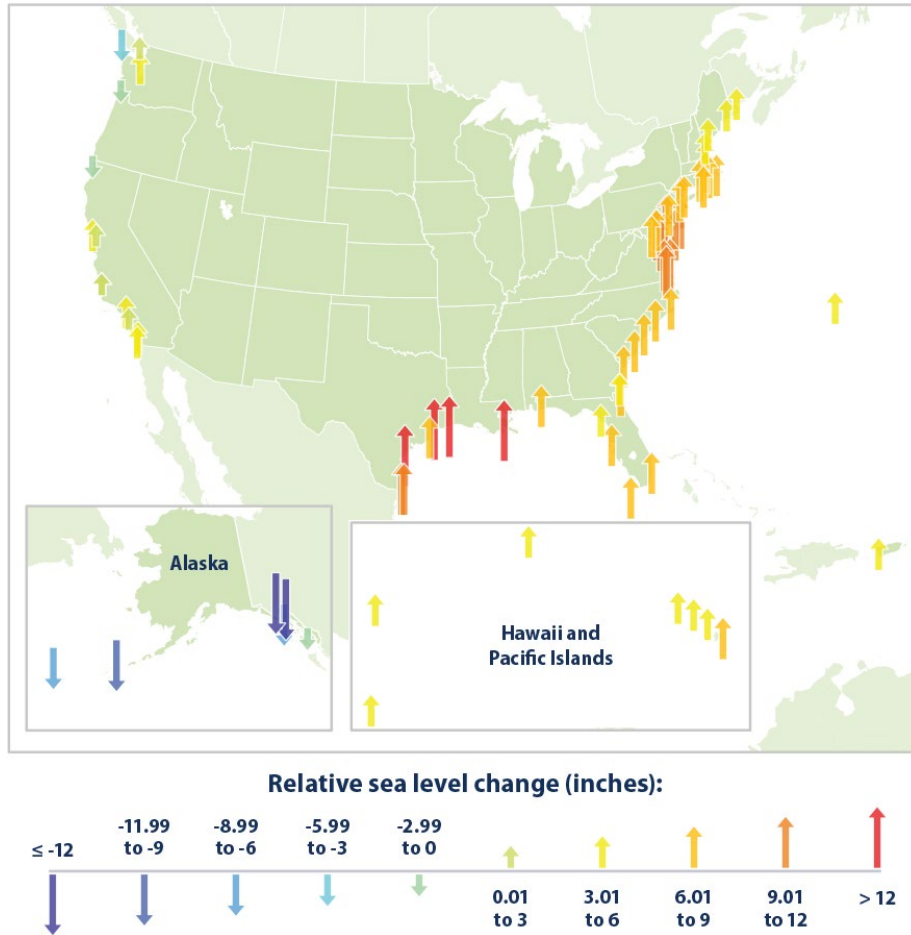 Alaska
Hawaii and
Pacific Islands
Relative sea level change (inches):
≤ -12
-11.99
to -9
-8.99
to -6
-5.99
to -3
-2.99
to 0
0.01
to 3
3.01
to 6
6.01
to 9
9.01
to 12
> 12